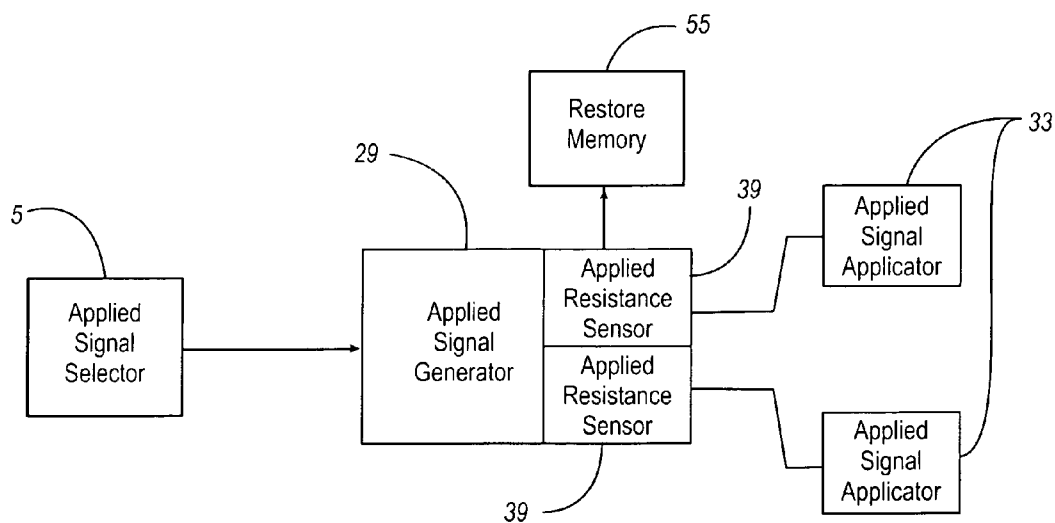 55
Restore
Memory
33
29
39
5
Applied
Signal
Applicator
Applied
Signal
Selector
Applied
Signal
Generator
Applied
Resistance
Sensor
Applied
Resistance
Sensor
Applied
Signal
Applicator
39